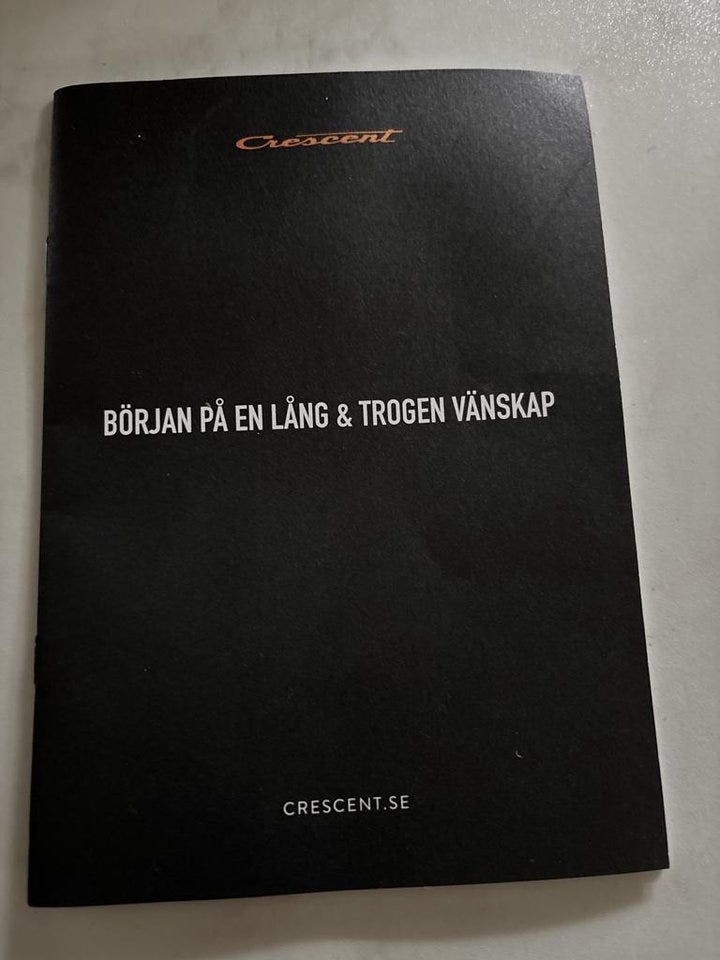 Crescent
BÖRJAN PÅ EN LÅNG & TROGEN VÄNSKAP
CRESCENT.SE